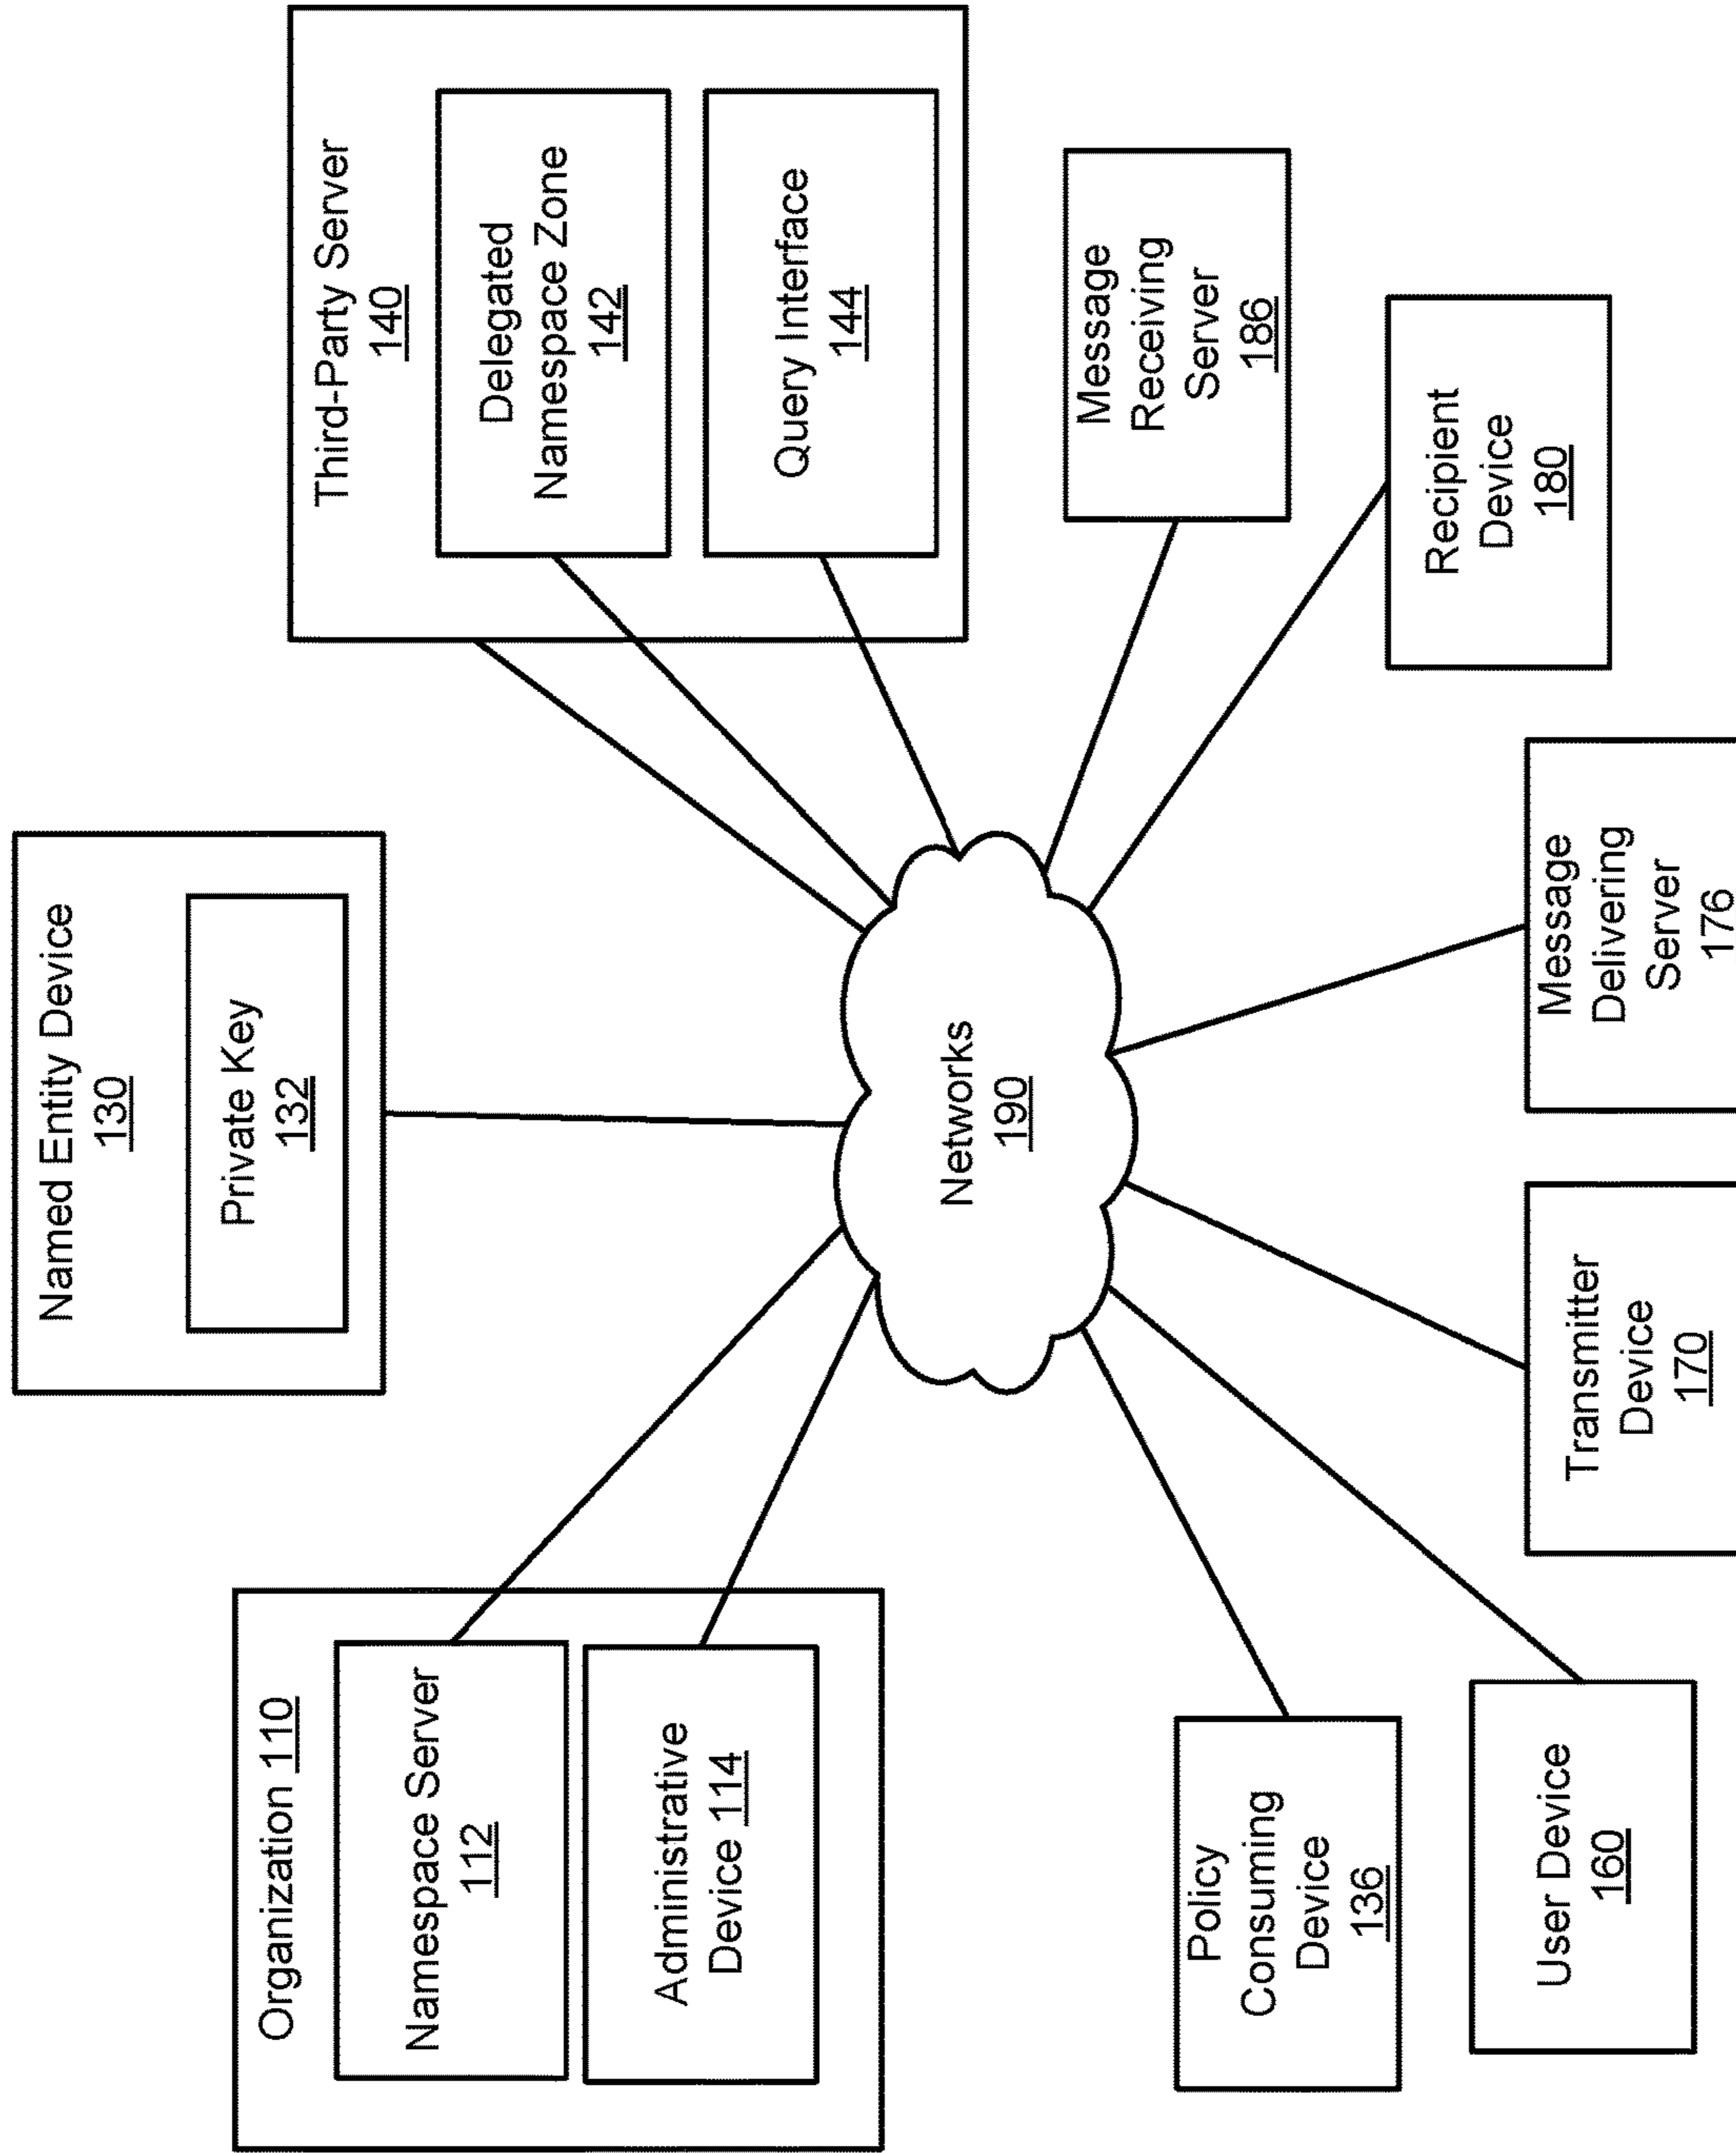 Organization 110
Namespace Server
112
Administrative
Device 114
Named Entity Device
130
Private Key
132
Third-Party Server
140
Delegated
Namespace Zone
142
Query Interface
144
Networks
190
Policy
Consuming
Device
136
User Device
160
Transmitter
Device
170
Message
Delivering
Server
176
Recipient
Device
180
Message
Receiving
Server
186